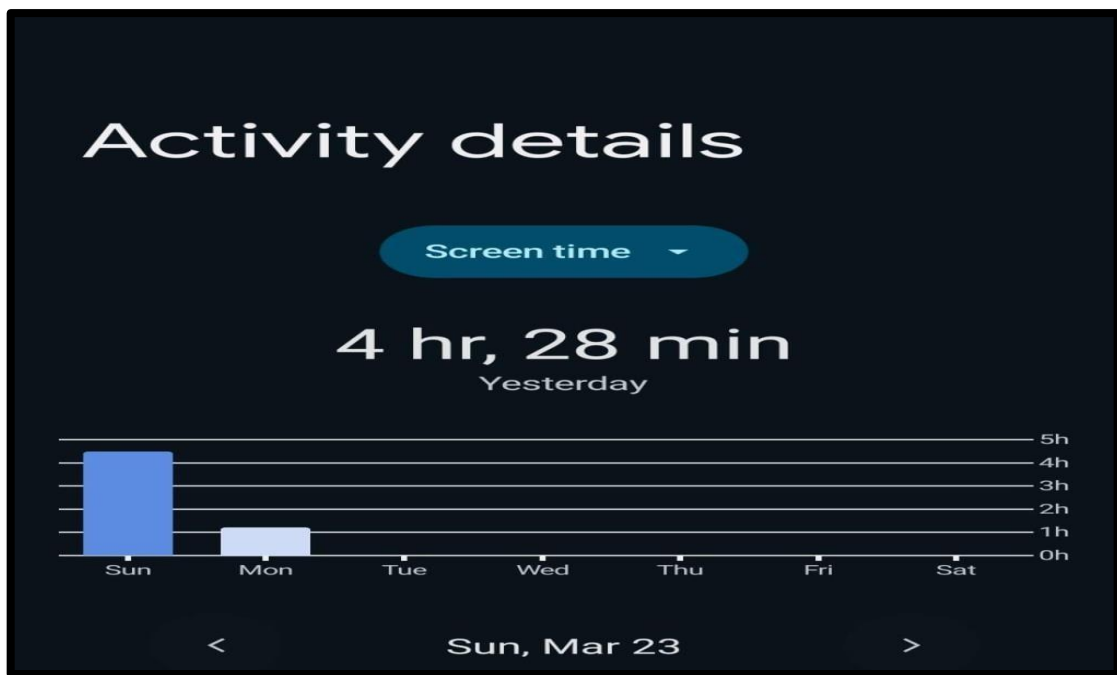 Activity details
Screen time
4 hr, 28 min
Yesterday
5h
4h
3h
2h
1h
0h
Sun Mon Tue Wed Thu Fri Sat
< Sun, Mar 23 >